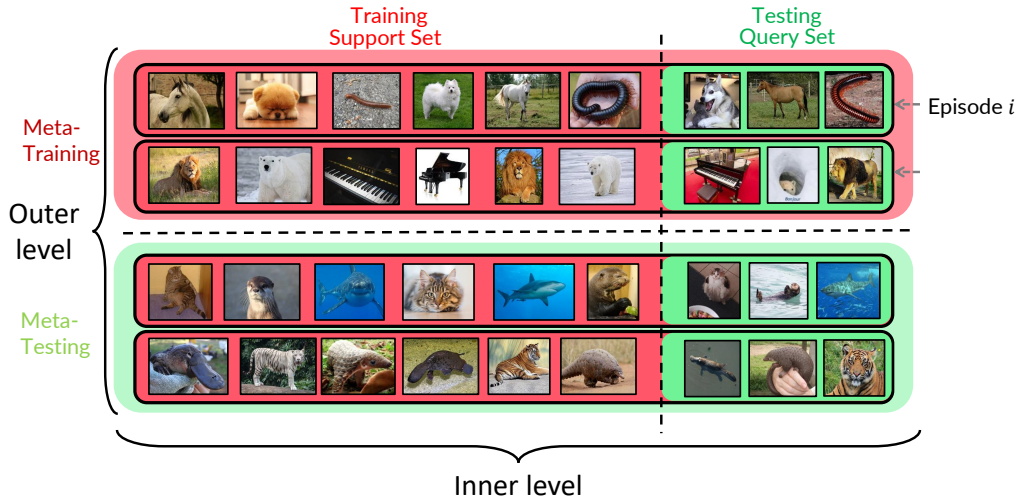 Training
Support Set
Testing
Query Set
Episode i
Meta-
Training
Outer
level
Meta-
Testing
Inner level